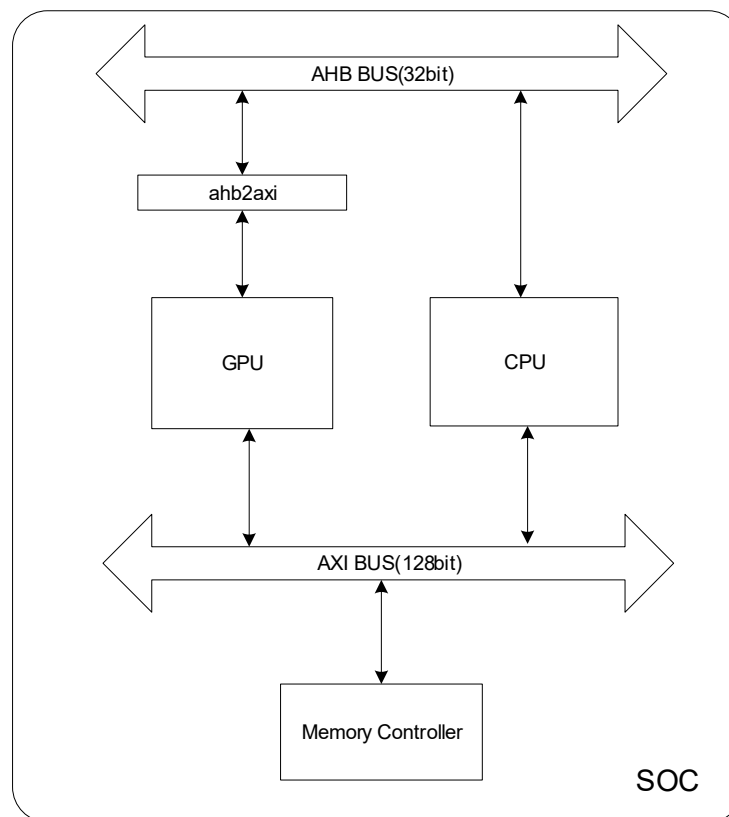 AHB BUS(32bit)
ahb2axi
GPU
CPU
AXI BUS(128bit)
Memory Controller
SOC